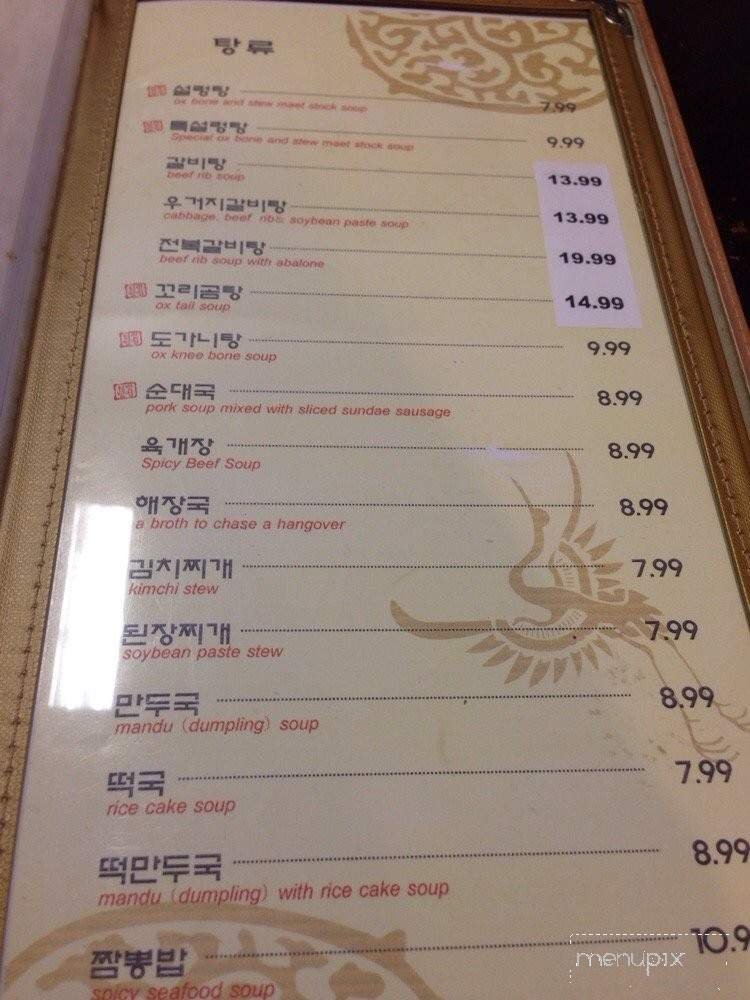 탕 류
설렁탕 7.99
ox bone and stew maet stock soup
특설렁탕 9.99
Special ox bone and stew maet stock soup
갈비탕 13.99
beef rib soup
우거지갈비탕 13.99
cabbage, beef ribs soybean paste soup
전복갈비탕 19.99
beef rib soup with abalone
꼬리곰탕 14.99
ox tail soup
도가니탕 9.99
ox knee bone soup
순대국 8.99
pork soup mixed with sliced sundae sausage
육개장 8.99
Spicy Beef Soup
해장국 8.99
a broth to chase a hangover
김치찌개 7.99
kimchi stew
된장찌개 7.99
soybean paste stew
만두국 8.99
mandu (dumpling) soup
떡국 7.99
rice cake soup
떡만두국 8.99
mandu (dumpling) with rice cake soup
짬뽕밥 10.9
spicy seafood soup
menupix